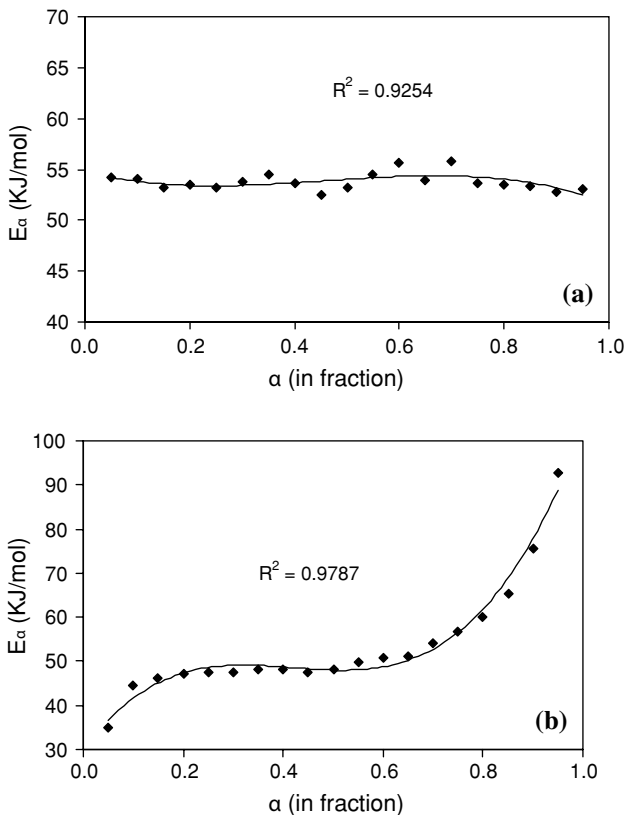 70
65
60
55
50
45
40
Eα (KJ/mol)
R² = 0.9254
(a)
0.0 0.2 0.4 0.6 0.8 1.0
α (in fraction)
100
90
80
70
60
50
40
30
Eα (KJ/mol)
R² = 0.9787
(b)
0.0 0.2 0.4 0.6 0.8 1.0
α (in fraction)